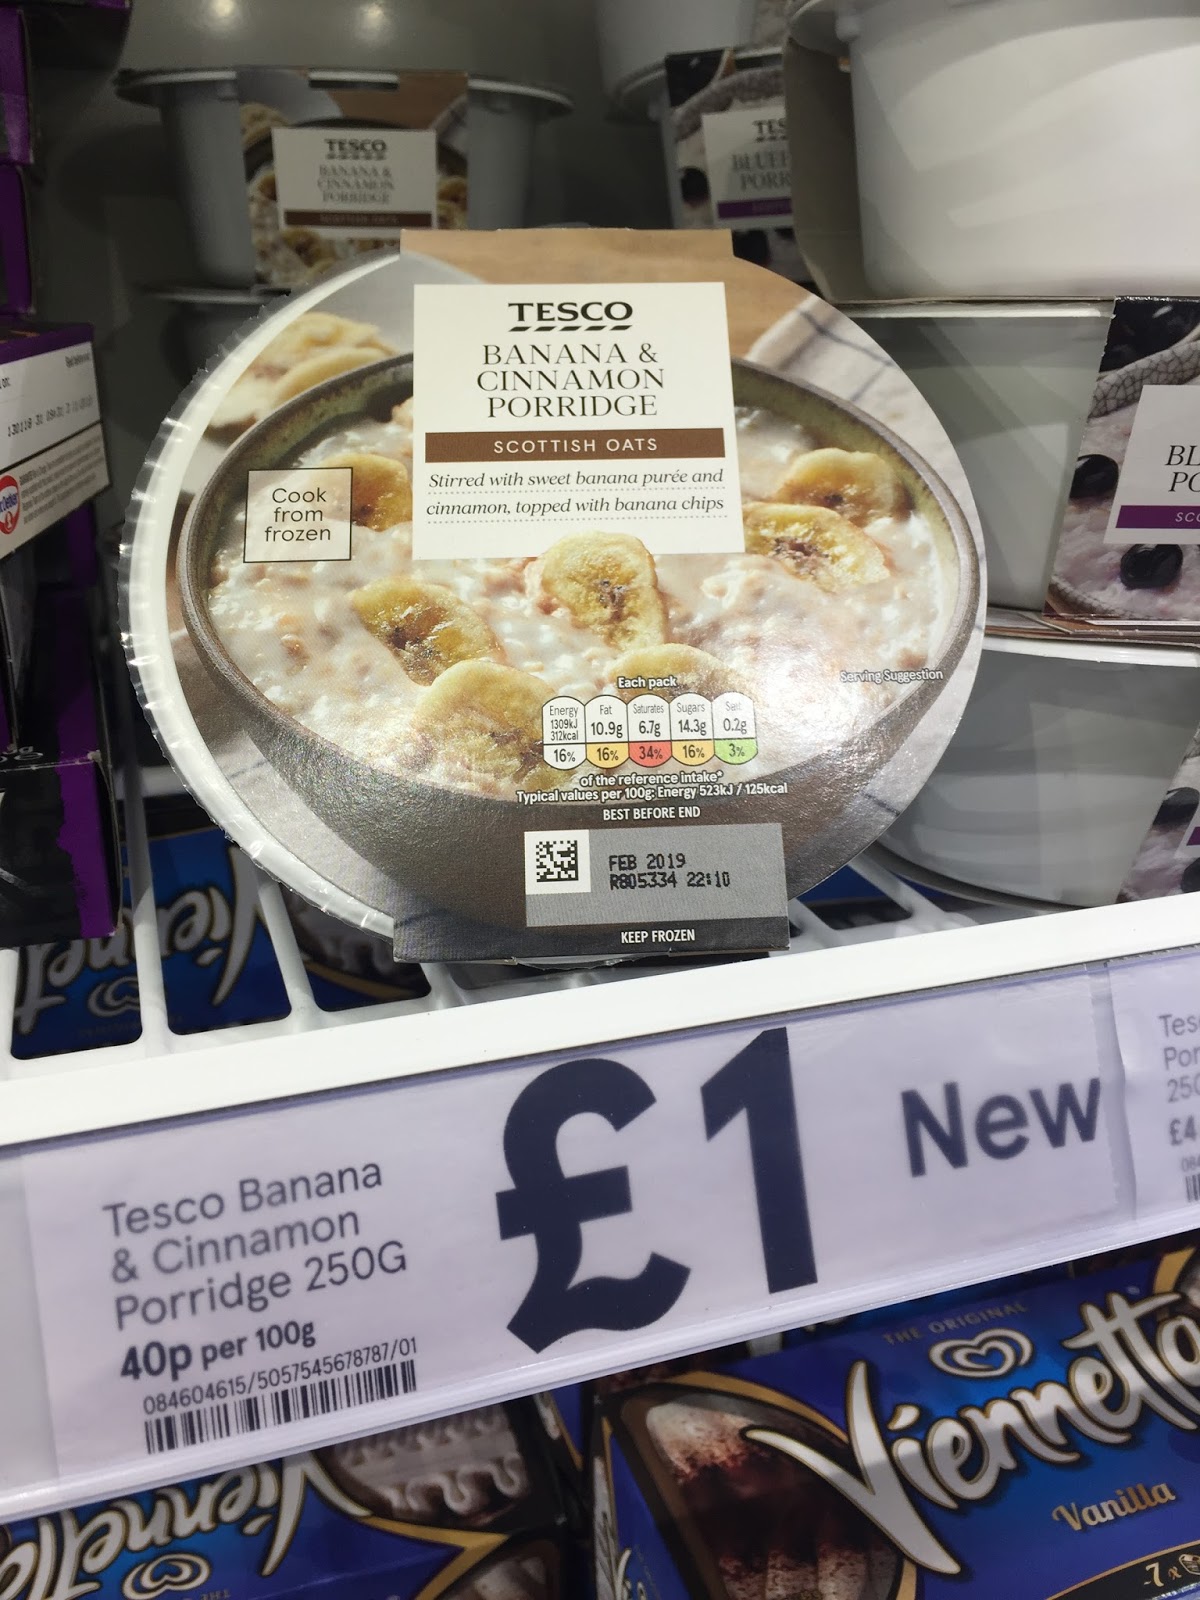 TESCO
BANANA &
CINNAMON
PORRIDGE
SCOTTISH OATS
TESCO
TESCO
BANANA &
CINNAMON
PORRIDGE
SCOTTISH OATS
Stirred with sweet banana purée and
cinnamon, topped with banana chips
Cook
from
frozen
Serving Suggestion
Each pack
Energy 1309kJ 312kcal 16%
Fat 10.9g 16%
Saturates 6.7g 34%
Sugars 14.3g 16%
Salt 0.2g 3%
of the reference intake*
Typical values per 100g: Energy 523kJ / 125kcal
BEST BEFORE END
FEB 2019
R805334 22:10
KEEP FROZEN
£1
New
Tesco Banana
& Cinnamon
Porridge 250G
40p per 100g
084604615/5057545678787/01
THE ORIGINAL
Viennetta
Vanilla